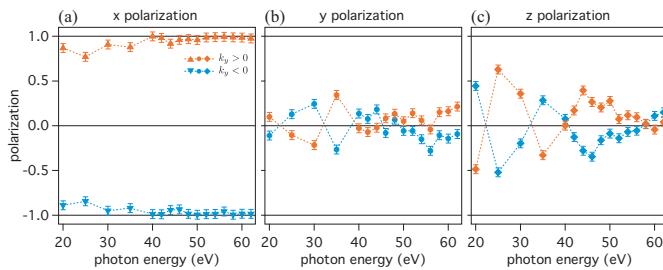 (a) x polarization
(b) y polarization
(c) z polarization
polarization
1.0
0.5
0.0
-0.5
-1.0
k_y > 0
k_y < 0
20 30 40 50 60
20 30 40 50 60
20 30 40 50 60
photon energy (eV)
photon energy (eV)
photon energy (eV)